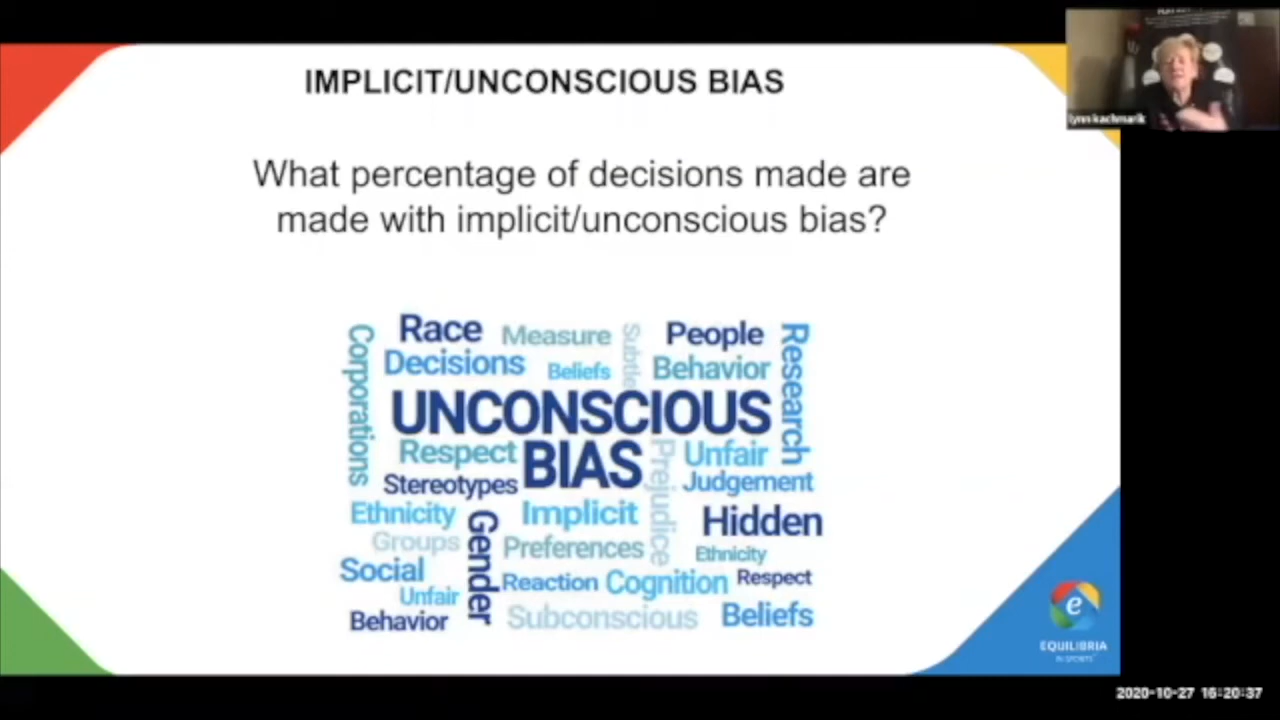 IMPLICIT/UNCONSCIOUS BIAS
What percentage of decisions made are
made with implicit/unconscious bias?
lynn kachmarik
Corporations
Race
Measure
Subtle
People
Research
Decisions
Beliefs
Behavior
UNCONSCIOUS
Respect
BIAS
Prejudice
Unfair
Stereotypes
Judgement
Ethnicity
Gender
Implicit
Hidden
Groups
Preferences
Ethnicity
Social
Reaction
Cognition
Respect
Unfair
Behavior
Subconscious
Beliefs
e
EQUILIBRIA
IN SPORTS
2020-10-27 16:20:37